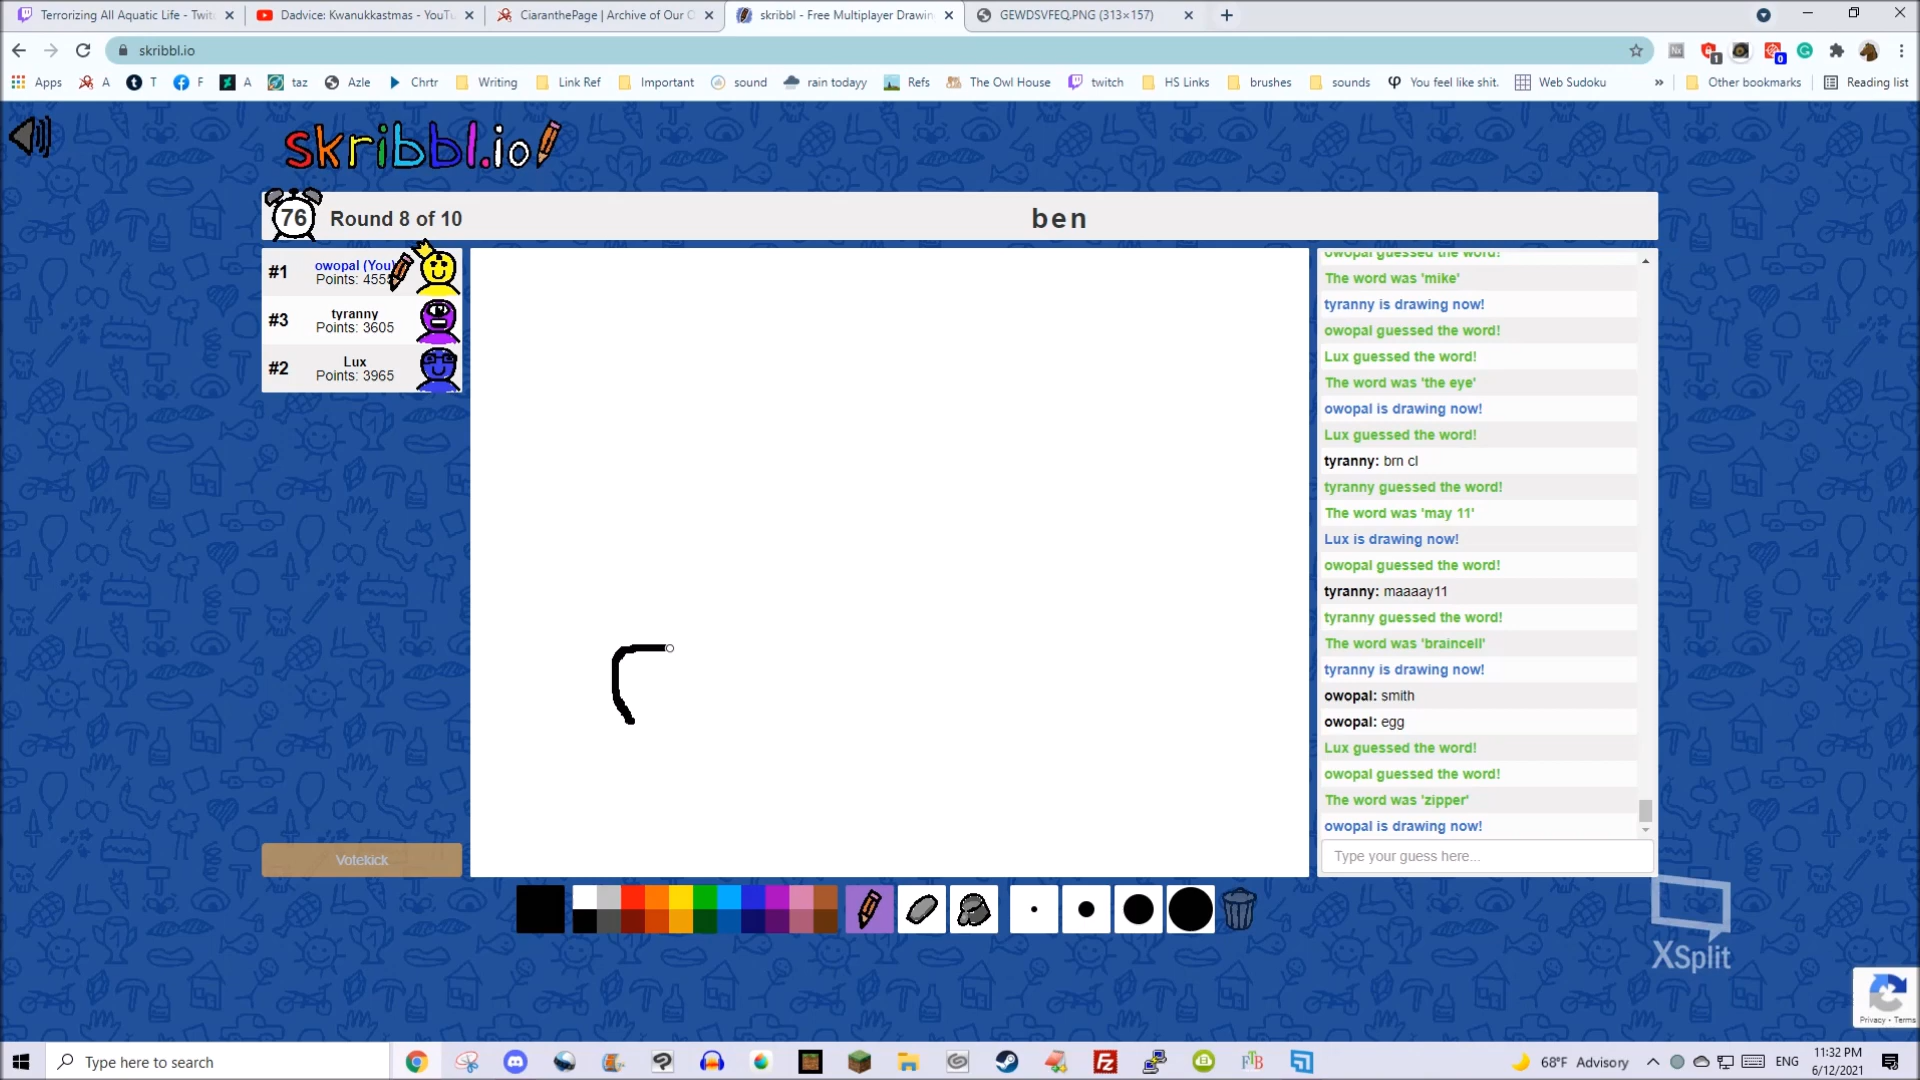 Terrorizing All Aquatic Life - Twit
Dadvice: Kwanukkastmas - YouTu
CiaranthePage | Archive of Our O
skribbl - Free Multiplayer Drawin
GEWDSVFEQ.PNG (313×157)
skribbl.io
Apps
A
T
F
A
taz
Azle
Chrtr
Writing
Link Ref
Important
sound
rain todayy
Refs
The Owl House
twitch
HS Links
brushes
sounds
You feel like shit.
Web Sudoku
»
Other bookmarks
Reading list
skribbl.io
76
Round 8 of 10
ben
#1
owopal (You)
Points: 455
#3
tyranny
Points: 3605
#2
Lux
Points: 3965
Votekick
owopal guessed the word!
The word was 'mike'
tyranny is drawing now!
owopal guessed the word!
Lux guessed the word!
The word was 'the eye'
owopal is drawing now!
Lux guessed the word!
tyranny: brn cl
tyranny guessed the word!
The word was 'may 11'
Lux is drawing now!
owopal guessed the word!
tyranny: maaaay11
tyranny guessed the word!
The word was 'braincell'
tyranny is drawing now!
owopal: smith
owopal: egg
Lux guessed the word!
owopal guessed the word!
The word was 'zipper'
owopal is drawing now!
Type your guess here...
XSplit
Privacy - Terms
Type here to search
68°F Advisory
ENG
11:32 PM
6/12/2021